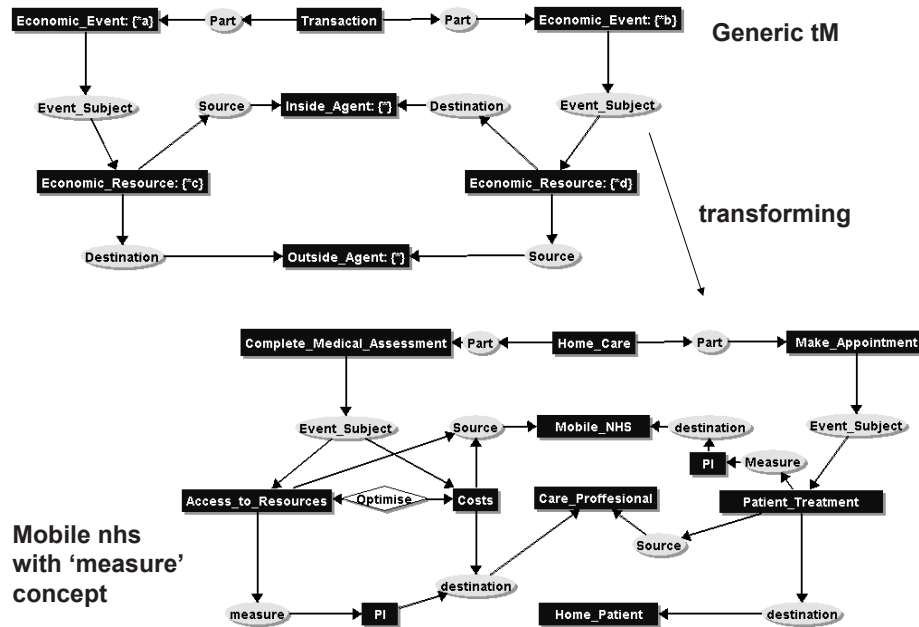 Economic_Event: {*a}
Part
Transaction
Part
Economic_Event: {*b}
Generic tM
Event_Subject
Source
Inside_Agent: {*}
Destination
Event_Subject
Economic_Resource: {*c}
Economic_Resource: {*d}
transforming
Destination
Outside_Agent: {*}
Source
Complete_Medical_Assessment
Part
Home_Care
Part
Make_Appointment
Event_Subject
Source
Mobile_NHS
destination
Event_Subject
PI
Measure
Access_to_Resources
Optimise
Costs
Care_Proffesional
Patient_Treatment
Mobile nhs
with ‘measure’
concept
Source
destination
measure
PI
Home_Patient
destination